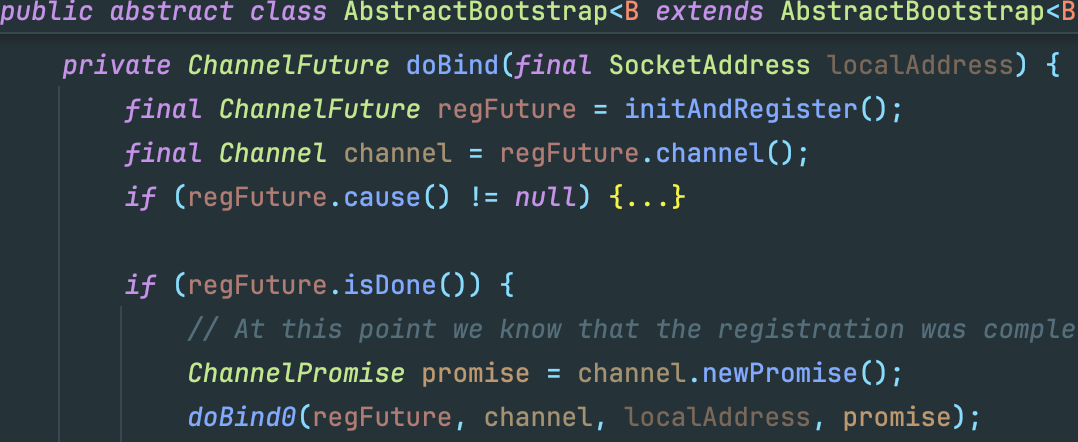 public abstract class AbstractBootstrap<B extends AbstractBootstrap<B
private ChannelFuture doBind(final SocketAddress localAddress) {
final ChannelFuture regFuture = initAndRegister();
final Channel channel = regFuture.channel();
if (regFuture.cause() != null) {...}
if (regFuture.isDone()) {
// At this point we know that the registration was comple
ChannelPromise promise = channel.newPromise();
doBind0(regFuture, channel, localAddress, promise);